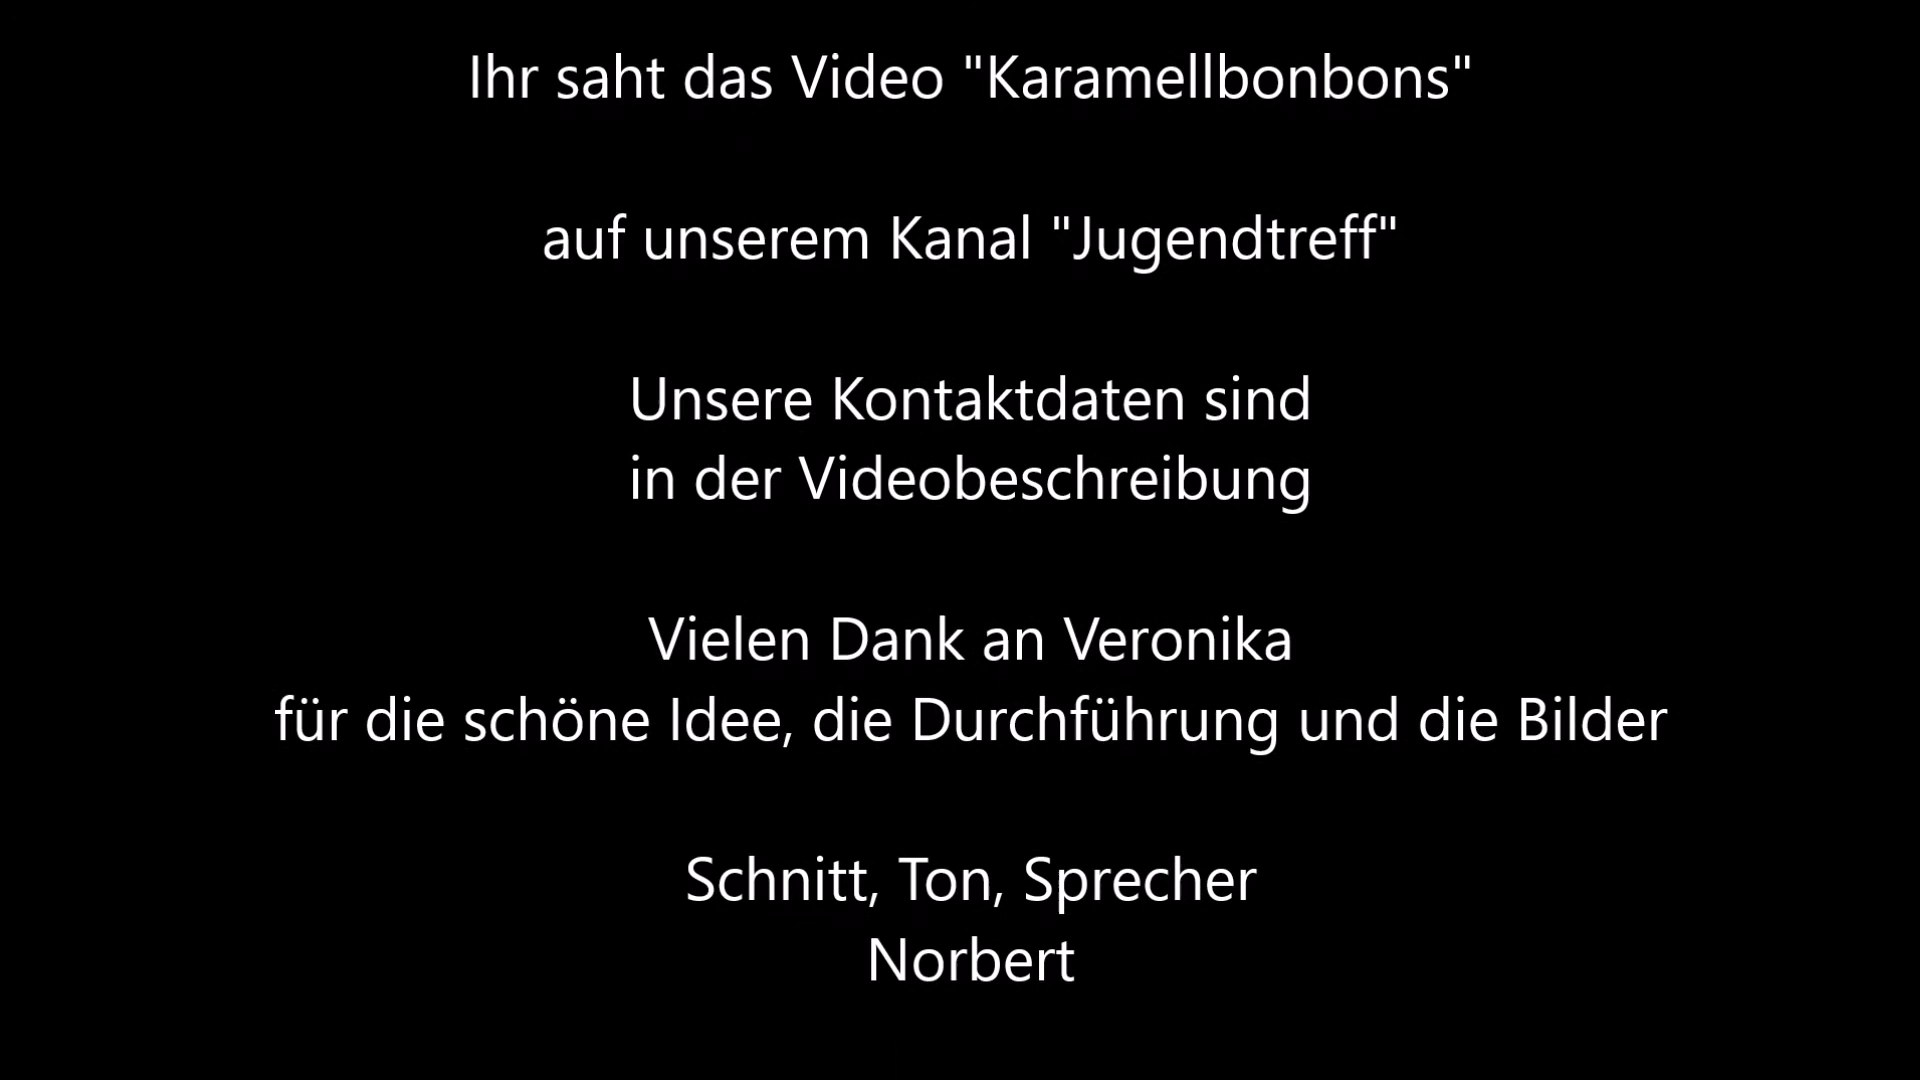 Ihr saht das Video "Karamellbonbons"
auf unserem Kanal "Jugendtreff"
Unsere Kontaktdaten sind
in der Videobeschreibung
Vielen Dank an Veronika
für die schöne Idee, die Durchführung und die Bilder
Schnitt, Ton, Sprecher
Norbert